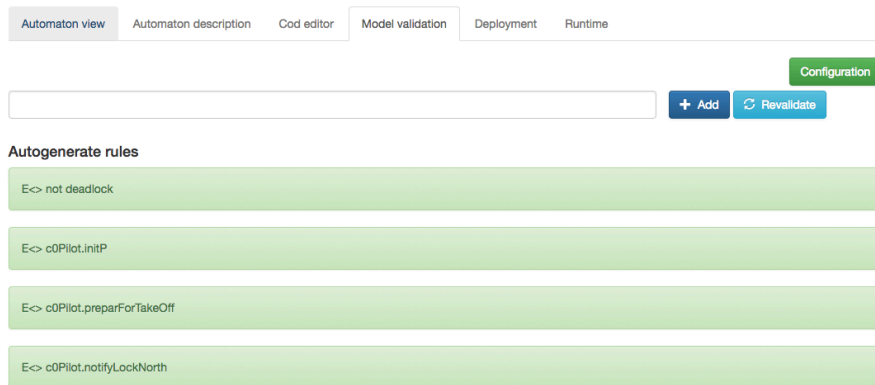 Automaton view Automaton description Cod editor Model validation Deployment Runtime
Configuration
Add Revalidate
Autogenerate rules
E<> not deadlock
E<> c0Pilot.initP
E<> c0Pilot.preparForTakeOff
E<> c0Pilot.notifyLockNorth